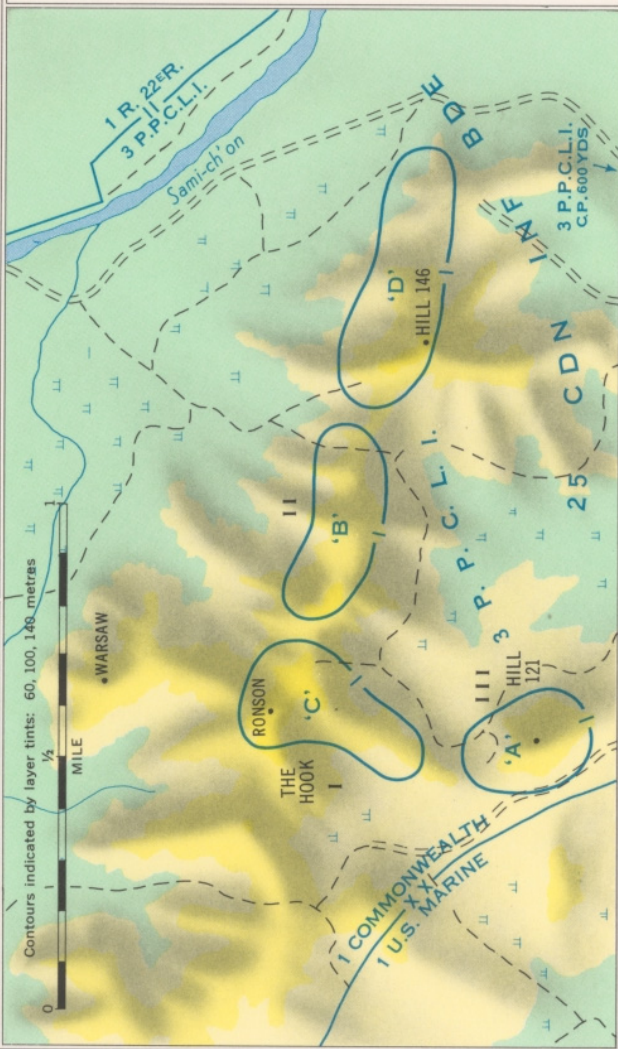 Contours indicated by layer tints: 60, 100, 140 metres
0
½
1
MILE
1 R. 22ᴱR.
II
3 P.P.C.L.I.
Sami-ch'on
WARSAW
RONSON
THE
HOOK
I
'C'
II
'B'
'D'
HILL 146
III
HILL
121
'A'
3 P. P. C. L. I.
25 CDN INF BDE
3 P.P.C.L.I.
C.P. 600 YDS.
1 COMMONWEALTH
XX
1 U.S. MARINE
I
I
I
I